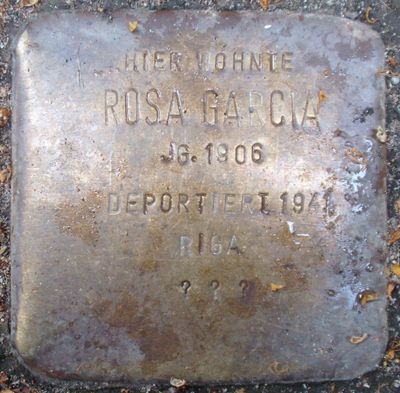 HIER WOHNTE
ROSA GARCIA
JG. 1906
DEPORTIERT 1941
RIGA
? ? ?